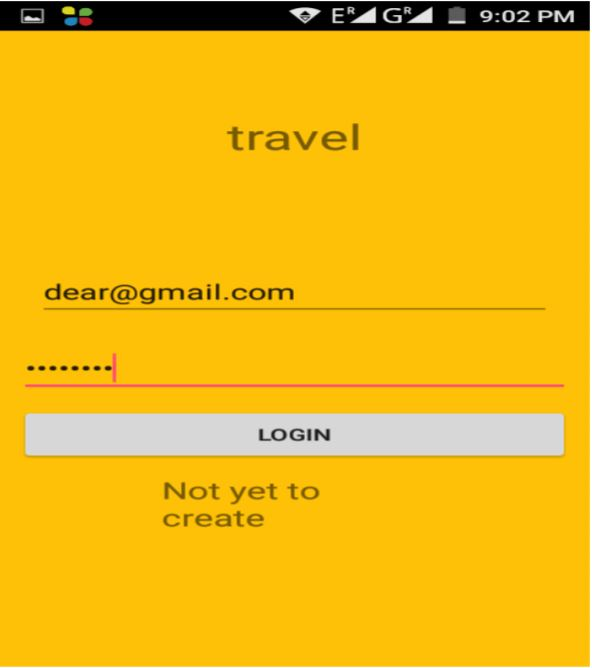 E R G R 9:02 PM
travel
dear@gmail.com
••••••••
LOGIN
Not yet to
create